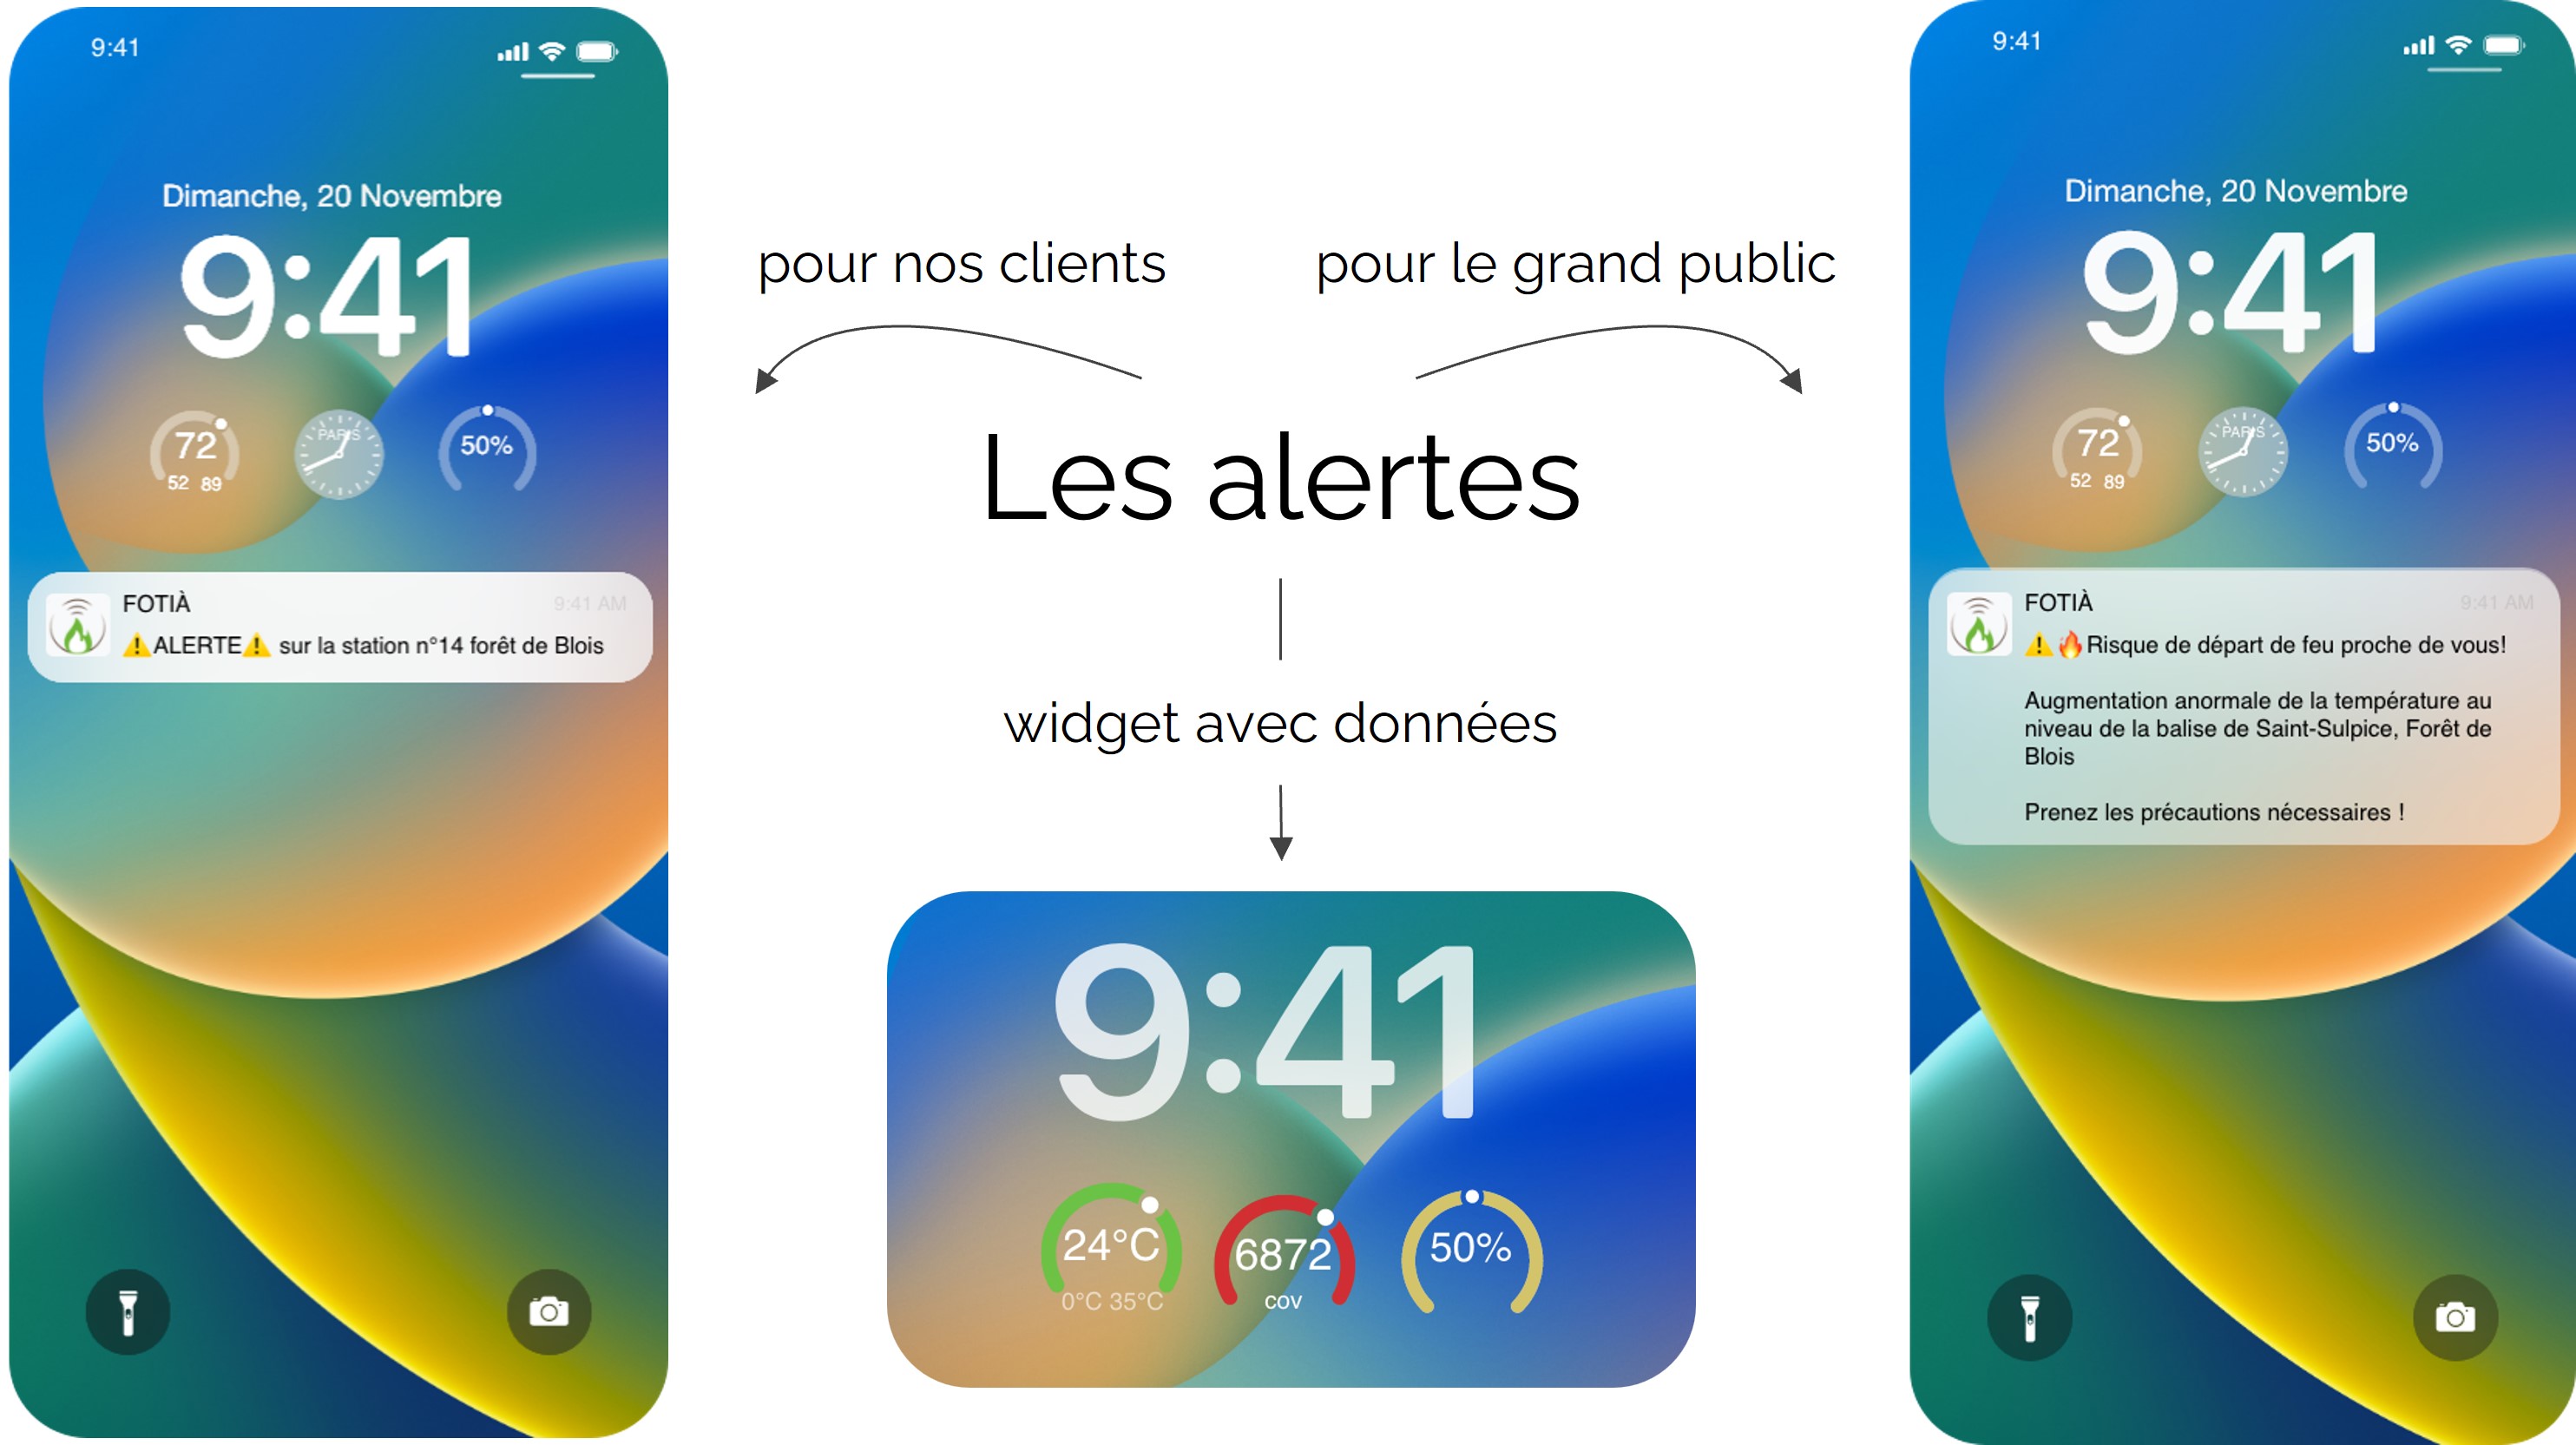 9:41
Dimanche, 20 Novembre
9:41
72
52 89
PARIS
50%
FOTIÀ
9:41 AM
⚠️ALERTE⚠️ sur la station n°14 forêt de Blois
pour nos clients
pour le grand public
Les alertes
widget avec données
9:41
24°C
0°C 35°C
6872
cov
50%
9:41
Dimanche, 20 Novembre
9:41
72
52 89
PARIS
50%
FOTIÀ
9:41 AM
⚠️🔥Risque de départ de feu proche de vous!
Augmentation anormale de la température au
niveau de la balise de Saint-Sulpice, Forêt de
Blois
Prenez les précautions nécessaires !